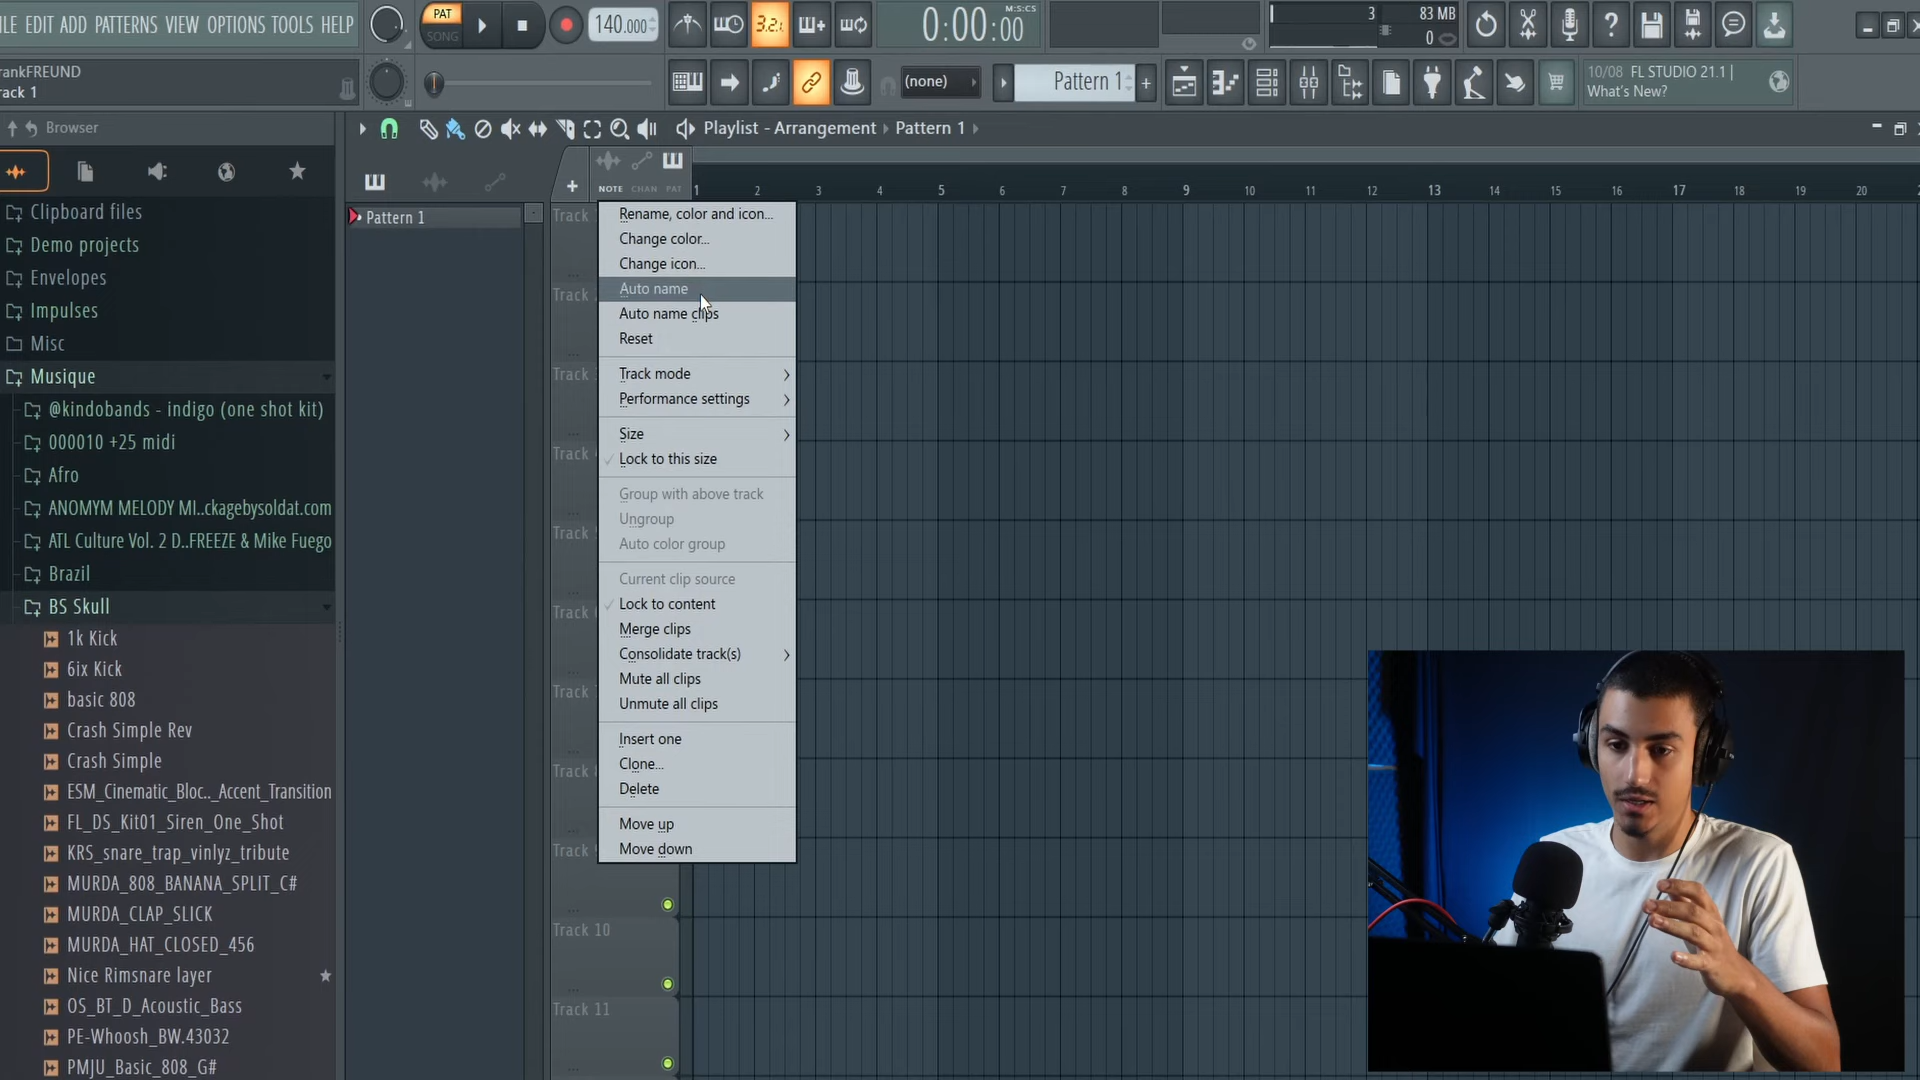 ILE EDIT ADD PATTERNS VIEW OPTIONS TOOLS HELP
PAT
SONG
140.000
3.2.
0:00:00
M:S:CS
3
83 MB
0
rankFREUND
rack 1
(none)
Pattern 1
+
10/08 FL STUDIO 21.1 |
What's New?
Browser
Playlist - Arrangement › Pattern 1 ›
NOTE CHAN PAT
1 2 3 4 5 6 7 8 9 10 11 12 13 14 15 16 17 18 19 20
Clipboard files
Demo projects
Envelopes
Impulses
Misc
Musique
@kindobands - indigo (one shot kit)
000010 +25 midi
Afro
ANOMYM MELODY MI..ckagebysoldat.com
ATL Culture Vol. 2 D..FREEZE & Mike Fuego
Brazil
BS Skull
1k Kick
6ix Kick
basic 808
Crash Simple Rev
Crash Simple
ESM_Cinematic_Bloc.._Accent_Transition
FL_DS_Kit01_Siren_One_Shot
KRS_snare_trap_vinlyz_tribute
MURDA_808_BANANA_SPLIT_C#
MURDA_CLAP_SLICK
MURDA_HAT_CLOSED_456
Nice Rimsnare layer
OS_BT_D_Acoustic_Bass
PE-Whoosh_BW.43032
PMJU_Basic_808_G#
Pattern 1
Track
Track
Track
Track
Track
Track
Track
Track
Track
Track 10
Track 11
Rename, color and icon...
Change color...
Change icon...
Auto name
Auto name clips
Reset
Track mode
Performance settings
Size
Lock to this size
Group with above track
Ungroup
Auto color group
Current clip source
Lock to content
Merge clips
Consolidate track(s)
Mute all clips
Unmute all clips
Insert one
Clone...
Delete
Move up
Move down